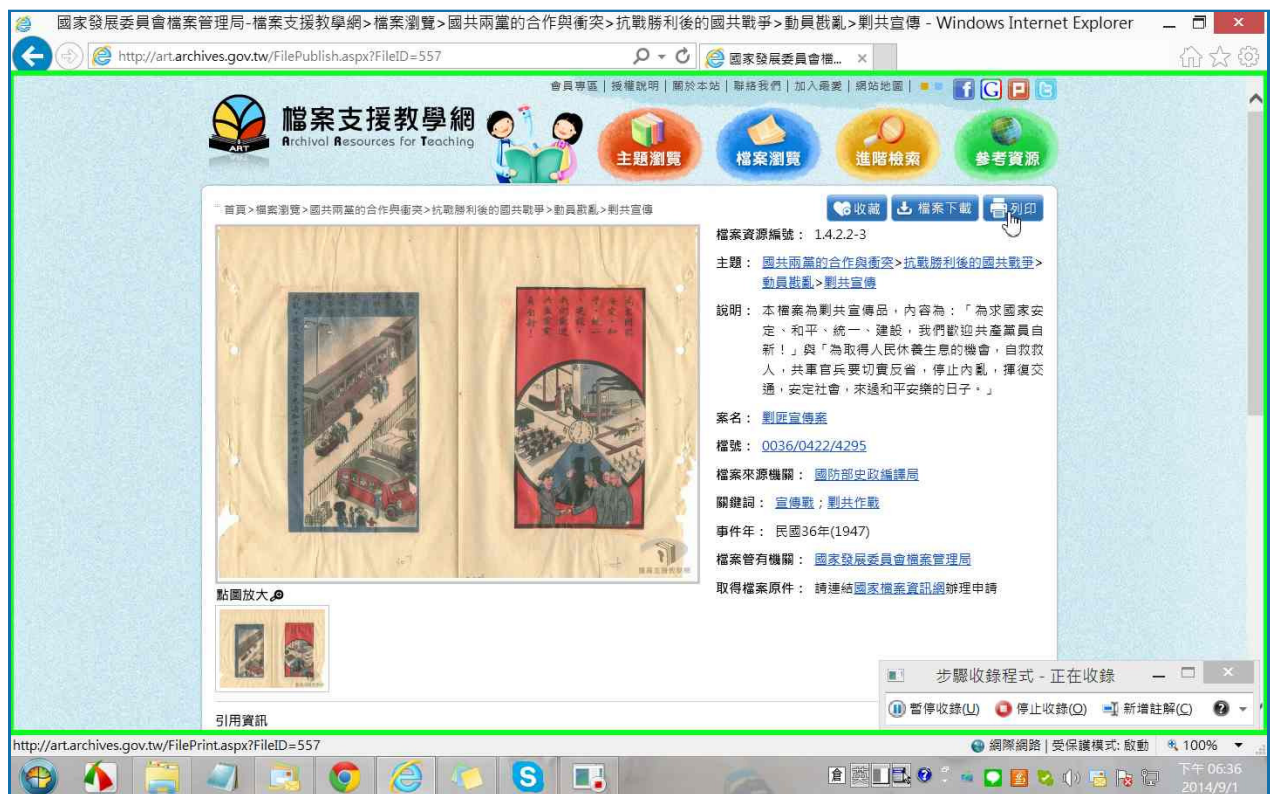 國家發展委員會檔案管理局-檔案支援教學網>檔案瀏覽>國共兩黨的合作與衝突>抗戰勝利後的國共戰爭>動員戡亂>剿共宣傳 - Windows Internet Explorer
http://art.archives.gov.tw/FilePublish.aspx?FileID=557
國家發展委員會檔...
會員專區 | 授權說明 | 關於本站 | 聯絡我們 | 加入最愛 | 網站地圖 |
檔案支援教學網
Archival Resources for Teaching
ART
主題瀏覽
檔案瀏覽
進階檢索
參考資源
首頁>檔案瀏覽>國共兩黨的合作與衝突>抗戰勝利後的國共戰爭>動員戡亂>剿共宣傳
收藏
檔案下載
列印
檔案資源編號： 1.4.2.2-3
主題： 國共兩黨的合作與衝突>抗戰勝利後的國共戰爭>
動員戡亂>剿共宣傳
說明： 本檔案為剿共宣傳品，內容為：「為求國家安
定、和平、統一、建設，我們歡迎共產黨員自
新！」與「為取得人民休養生息的機會，自救救
人，共軍官兵要切實反省，停止內亂，揮復交
通，安定社會，來過和平安樂的日子。」
案名： 剿匪宣傳案
檔號： 0036/0422/4295
檔案來源機關： 國防部史政編譯局
關鍵詞： 宣傳戰；剿共作戰
事件年： 民國36年(1947)
檔案管有機關： 國家發展委員會檔案管理局
取得檔案原件： 請連結國家檔案資訊網辦理申請
檔案支援教學網
點圖放大
引用資訊
步驟收錄程式 - 正在收錄
暫停收錄(U)
停止收錄(O)
新增註解(C)
http://art.archives.gov.tw/FilePrint.aspx?FileID=557
網際網路 | 受保護模式: 啟動
100%
倉
英
下午 06:36
2014/9/1